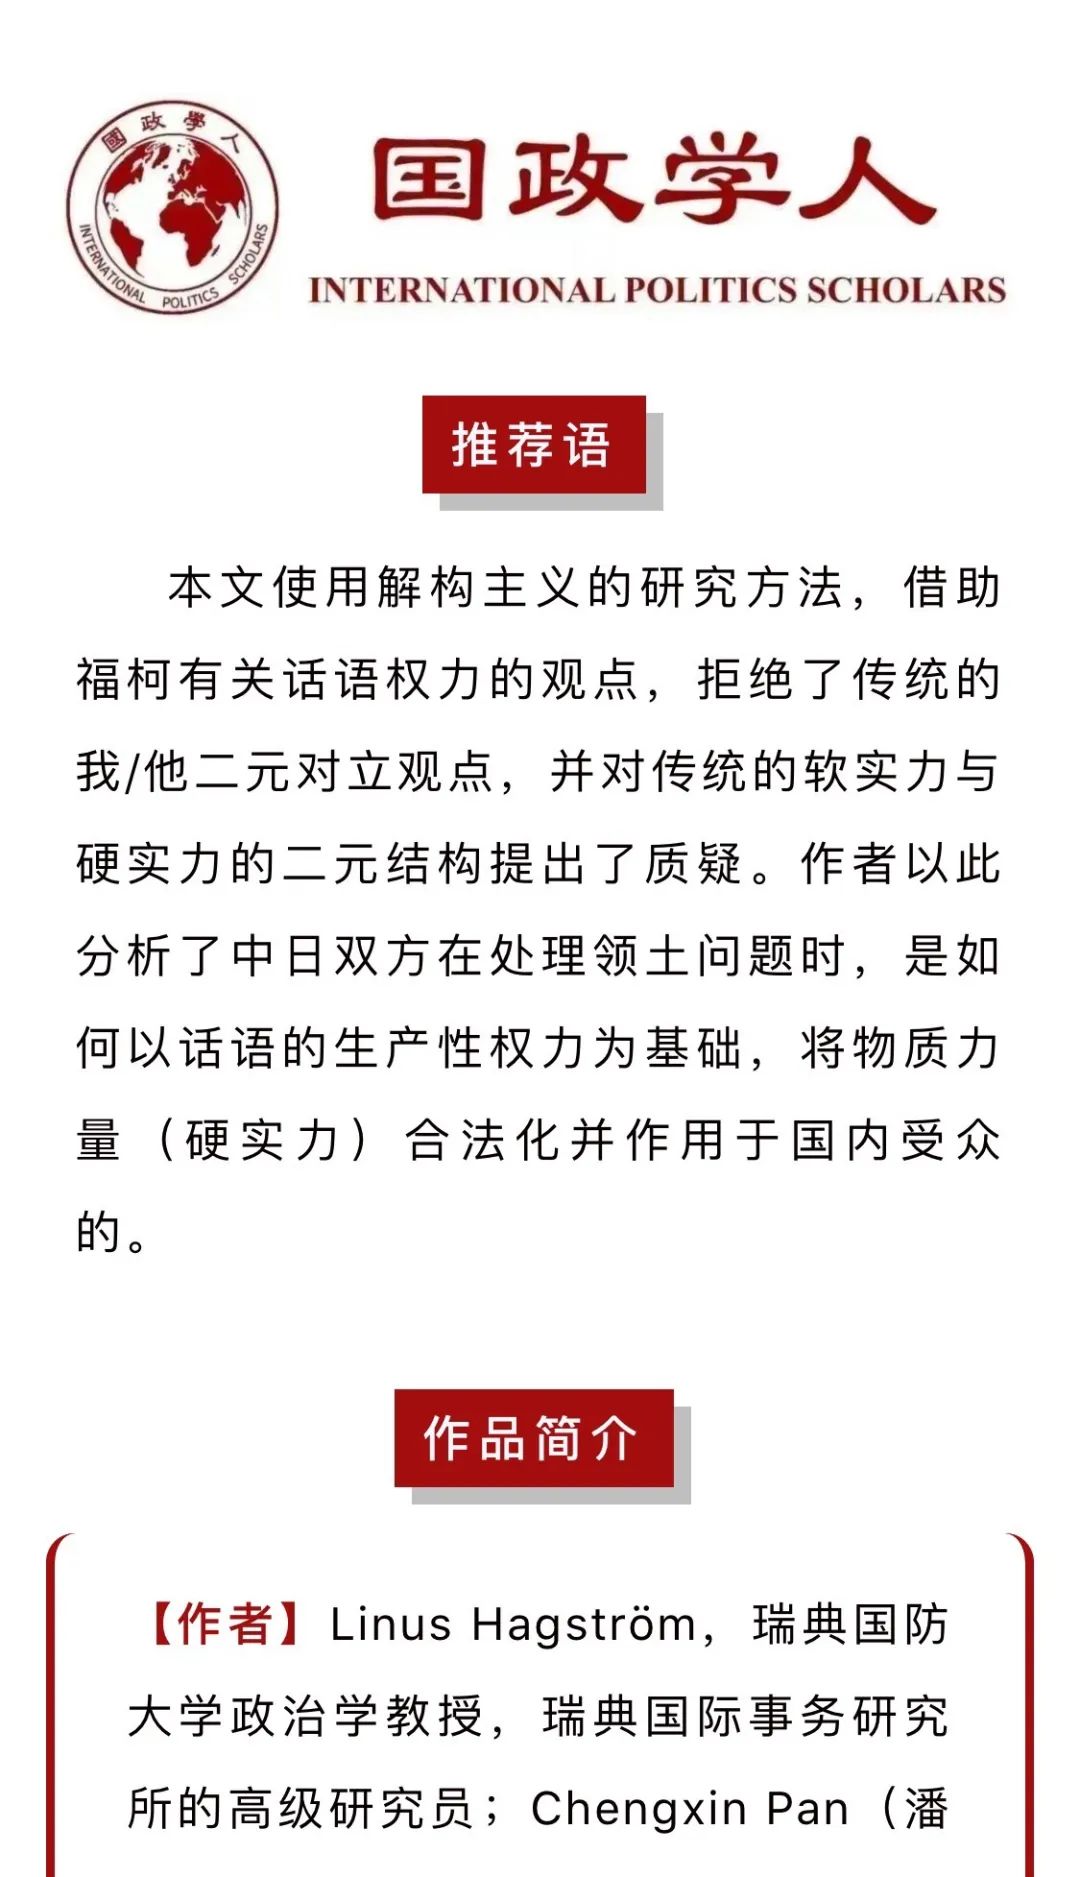 國政學人
INTERNATIONAL POLITICS SCHOLARS
国政学人
INTERNATIONAL POLITICS SCHOLARS
推荐语
本文使用解构主义的研究方法，借助
福柯有关话语权力的观点，拒绝了传统的
我/他二元对立观点，并对传统的软实力与
硬实力的二元结构提出了质疑。作者以此
分析了中日双方在处理领土问题时，是如
何以话语的生产性权力为基础，将物质力
量（硬实力）合法化并作用于国内受众
的。
作品简介
【作者】Linus Hagström，瑞典国防
大学政治学教授，瑞典国际事务研究
所的高级研究员；Chengxin Pan（潘